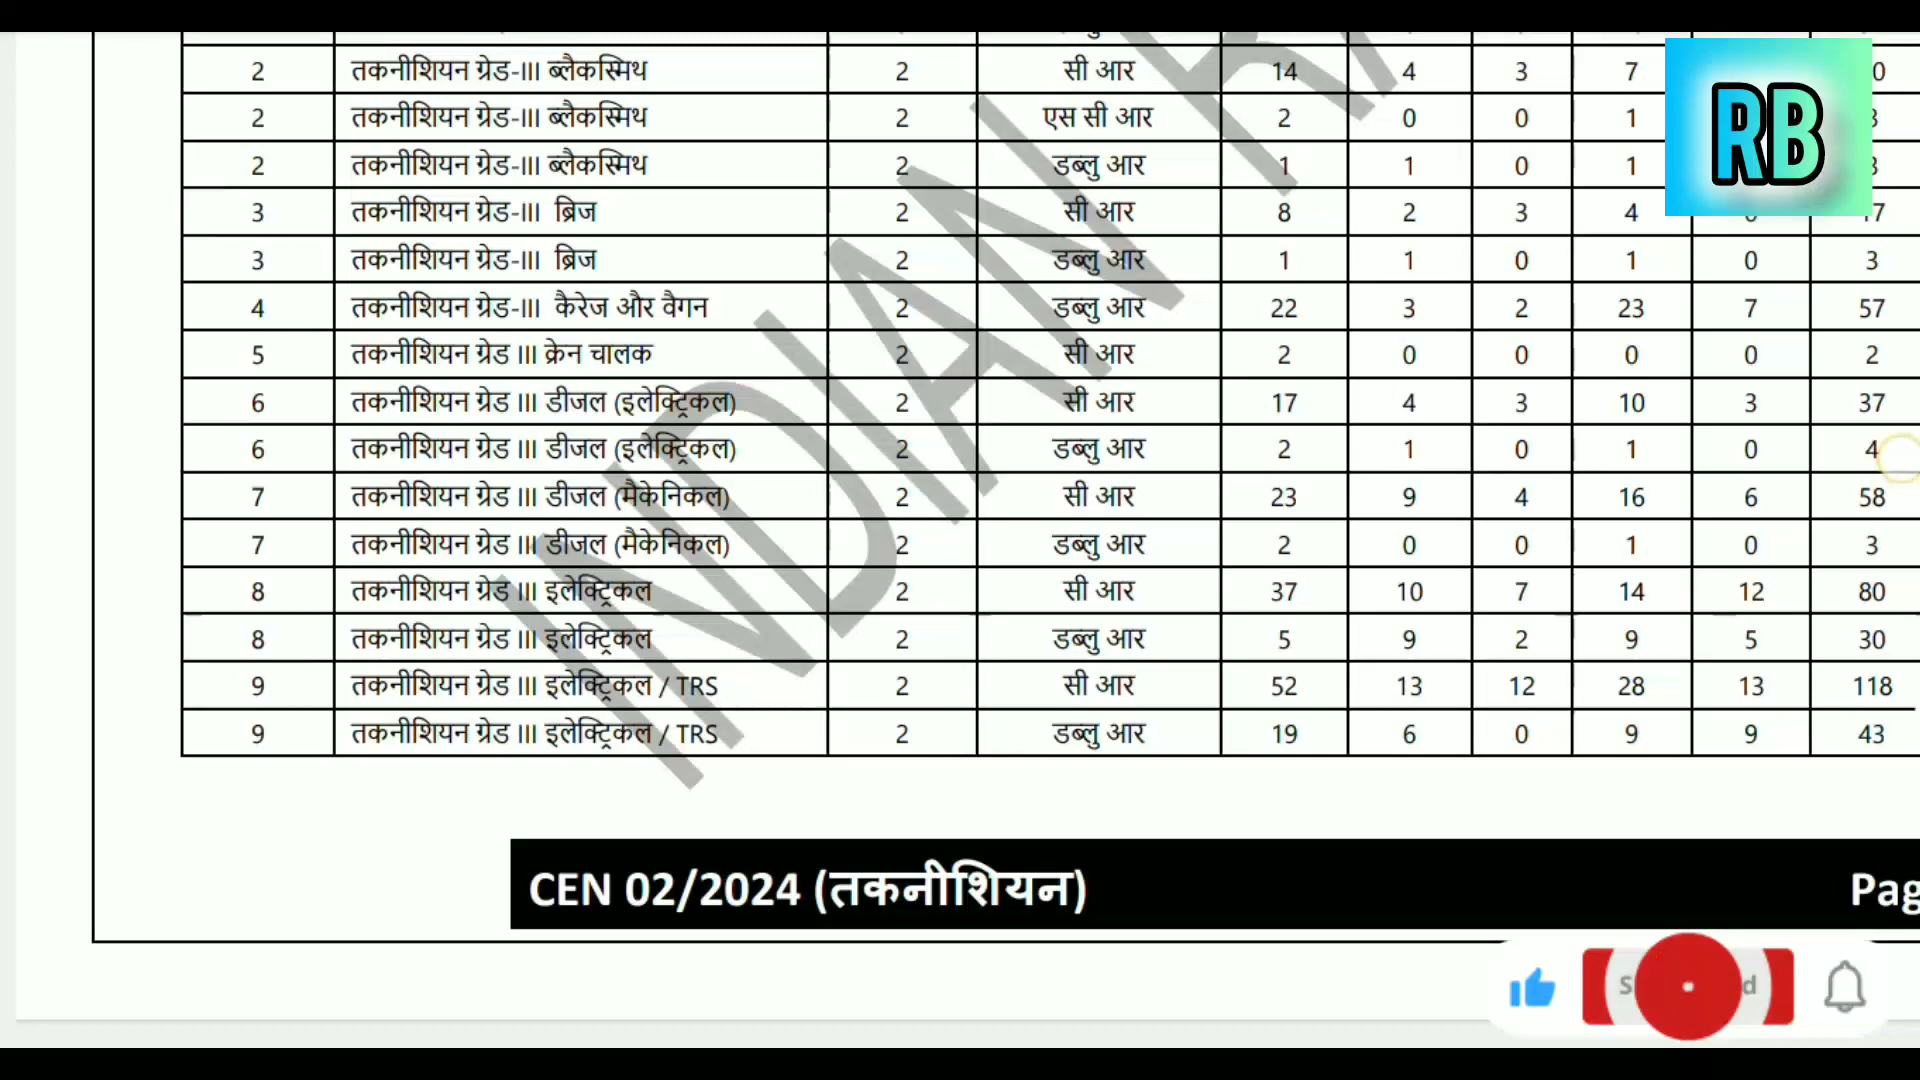 2 तकनीशियन ग्रेड-III ब्लैकस्मिथ 2 सी आर 14 4 3 7
2 तकनीशियन ग्रेड-III ब्लैकस्मिथ 2 एस सी आर 2 0 0 1
2 तकनीशियन ग्रेड-III ब्लैकस्मिथ 2 डब्लु आर 1 1 0 1
3 तकनीशियन ग्रेड-III ब्रिज 2 सी आर 8 2 3 4
3 तकनीशियन ग्रेड-III ब्रिज 2 डब्लु आर 1 1 0 1 0 3
4 तकनीशियन ग्रेड-III कैरेज और वैगन 2 डब्लु आर 22 3 2 23 7 57
5 तकनीशियन ग्रेड III क्रेन चालक 2 सी आर 2 0 0 0 0 2
6 तकनीशियन ग्रेड III डीजल (इलेक्ट्रिकल) 2 सी आर 17 4 3 10 3 37
6 तकनीशियन ग्रेड III डीजल (इलेक्ट्रिकल) 2 डब्लु आर 2 1 0 1 0 4
7 तकनीशियन ग्रेड III डीजल (मैकेनिकल) 2 सी आर 23 9 4 16 6 58
7 तकनीशियन ग्रेड III डीजल (मैकेनिकल) 2 डब्लु आर 2 0 0 1 0 3
8 तकनीशियन ग्रेड III इलेक्ट्रिकल 2 सी आर 37 10 7 14 12 80
8 तकनीशियन ग्रेड III इलेक्ट्रिकल 2 डब्लु आर 5 9 2 9 5 30
9 तकनीशियन ग्रेड III इलेक्ट्रिकल / TRS 2 सी आर 52 13 12 28 13 118
9 तकनीशियन ग्रेड III इलेक्ट्रिकल / TRS 2 डब्लु आर 19 6 0 9 9 43
RB
INDIAN
CEN 02/2024 (तकनीशियन)